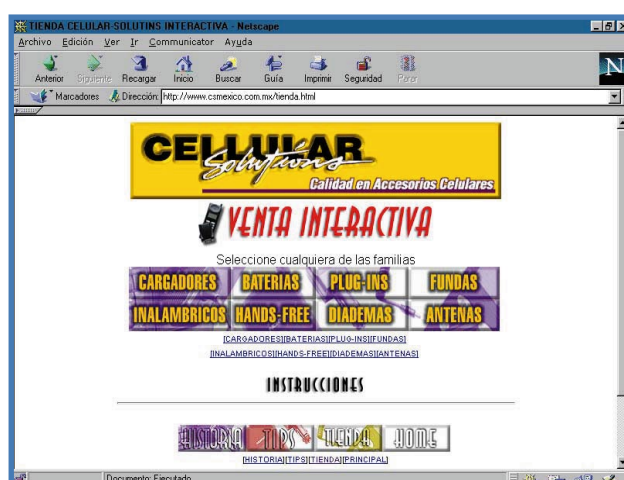 TIENDA CELULAR-SOLUTINS INTERACTIVA - Netscape
Archivo Edición Ver Ir Communicator Ayuda
Anterior Siguiente Recargar Inicio Buscar Guía Imprimir Seguridad Parar
N
Marcadores Dirección: http://www.csmexico.com.mx/tienda.html
CELLULAR
Solutions
Calidad en Accesorios Celulares
VENTA INTERACTIVA
Seleccione cualquiera de las familias
CARGADORES BATERIAS PLUG-INS FUNDAS
INALAMBRICOS HANDS-FREE DIADEMAS ANTENAS
[CARGADORES][BATERIAS][PLUG-INS][FUNDAS]
[INALAMBRICOS][HANDS-FREE][DIADEMAS][ANTENAS]
INSTRUCCIONES
HISTORIA TIPS TIENDA HOME
[HISTORIA][TIPS][TIENDA][PRINCIPAL]
Documento: Ejecutado